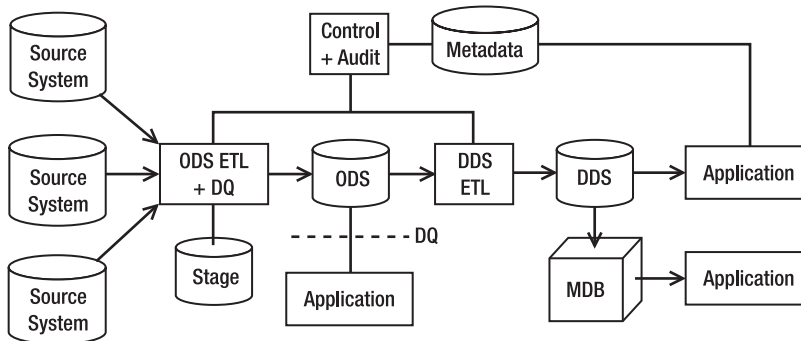 Source
System
Control
+ Audit
Metadata
Source
System
ODS ETL
+ DQ
ODS
DDS
ETL
DDS
Application
DQ
Stage
Application
MDB
Application
Source
System